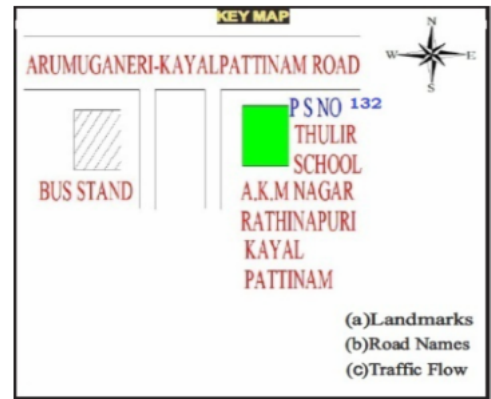 KEY MAP
N
W
E
S
ARUMUGANERI-KAYALPATTINAM ROAD
P S NO 132
THULIR
SCHOOL
BUS STAND
A.K.M NAGAR
RATHINAPURI
KAYAL
PATTINAM
(a)Landmarks
(b)Road Names
(c)Traffic Flow